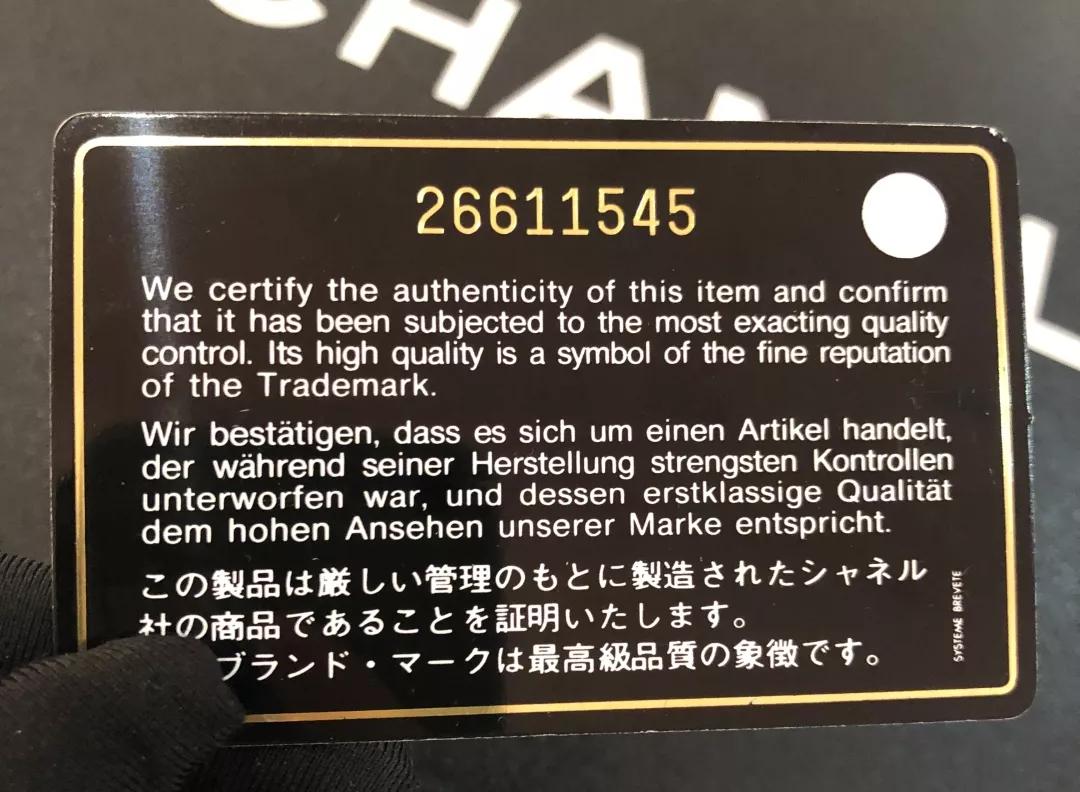 CHANEL
26611545
We certify the authenticity of this item and confirm
that it has been subjected to the most exacting quality
control. Its high quality is a symbol of the fine reputation
of the Trademark.
Wir bestätigen, dass es sich um einen Artikel handelt,
der während seiner Herstellung strengsten Kontrollen
unterworfen war, und dessen erstklassige Qualität
dem hohen Ansehen unserer Marke entspricht.
この製品は厳しい管理のもとに製造されたシャネル
社の商品であることを証明いたします。
ブランド・マークは最高級品質の象徴です。
SYSTEME BREVETE